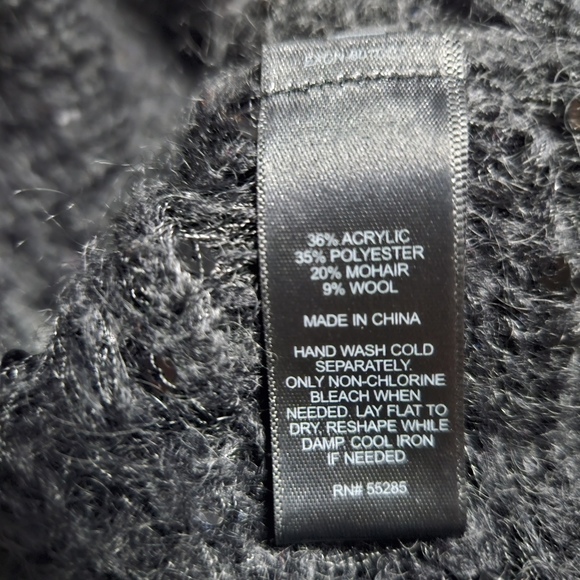 36% ACRYLIC
35% POLYESTER
20% MOHAIR
9% WOOL
MADE IN CHINA
HAND WASH COLD
SEPARATELY.
ONLY NON-CHLORINE
BLEACH WHEN
NEEDED. LAY FLAT TO
DRY. RESHAPE WHILE
DAMP. COOL IRON
IF NEEDED.
RN# 55285